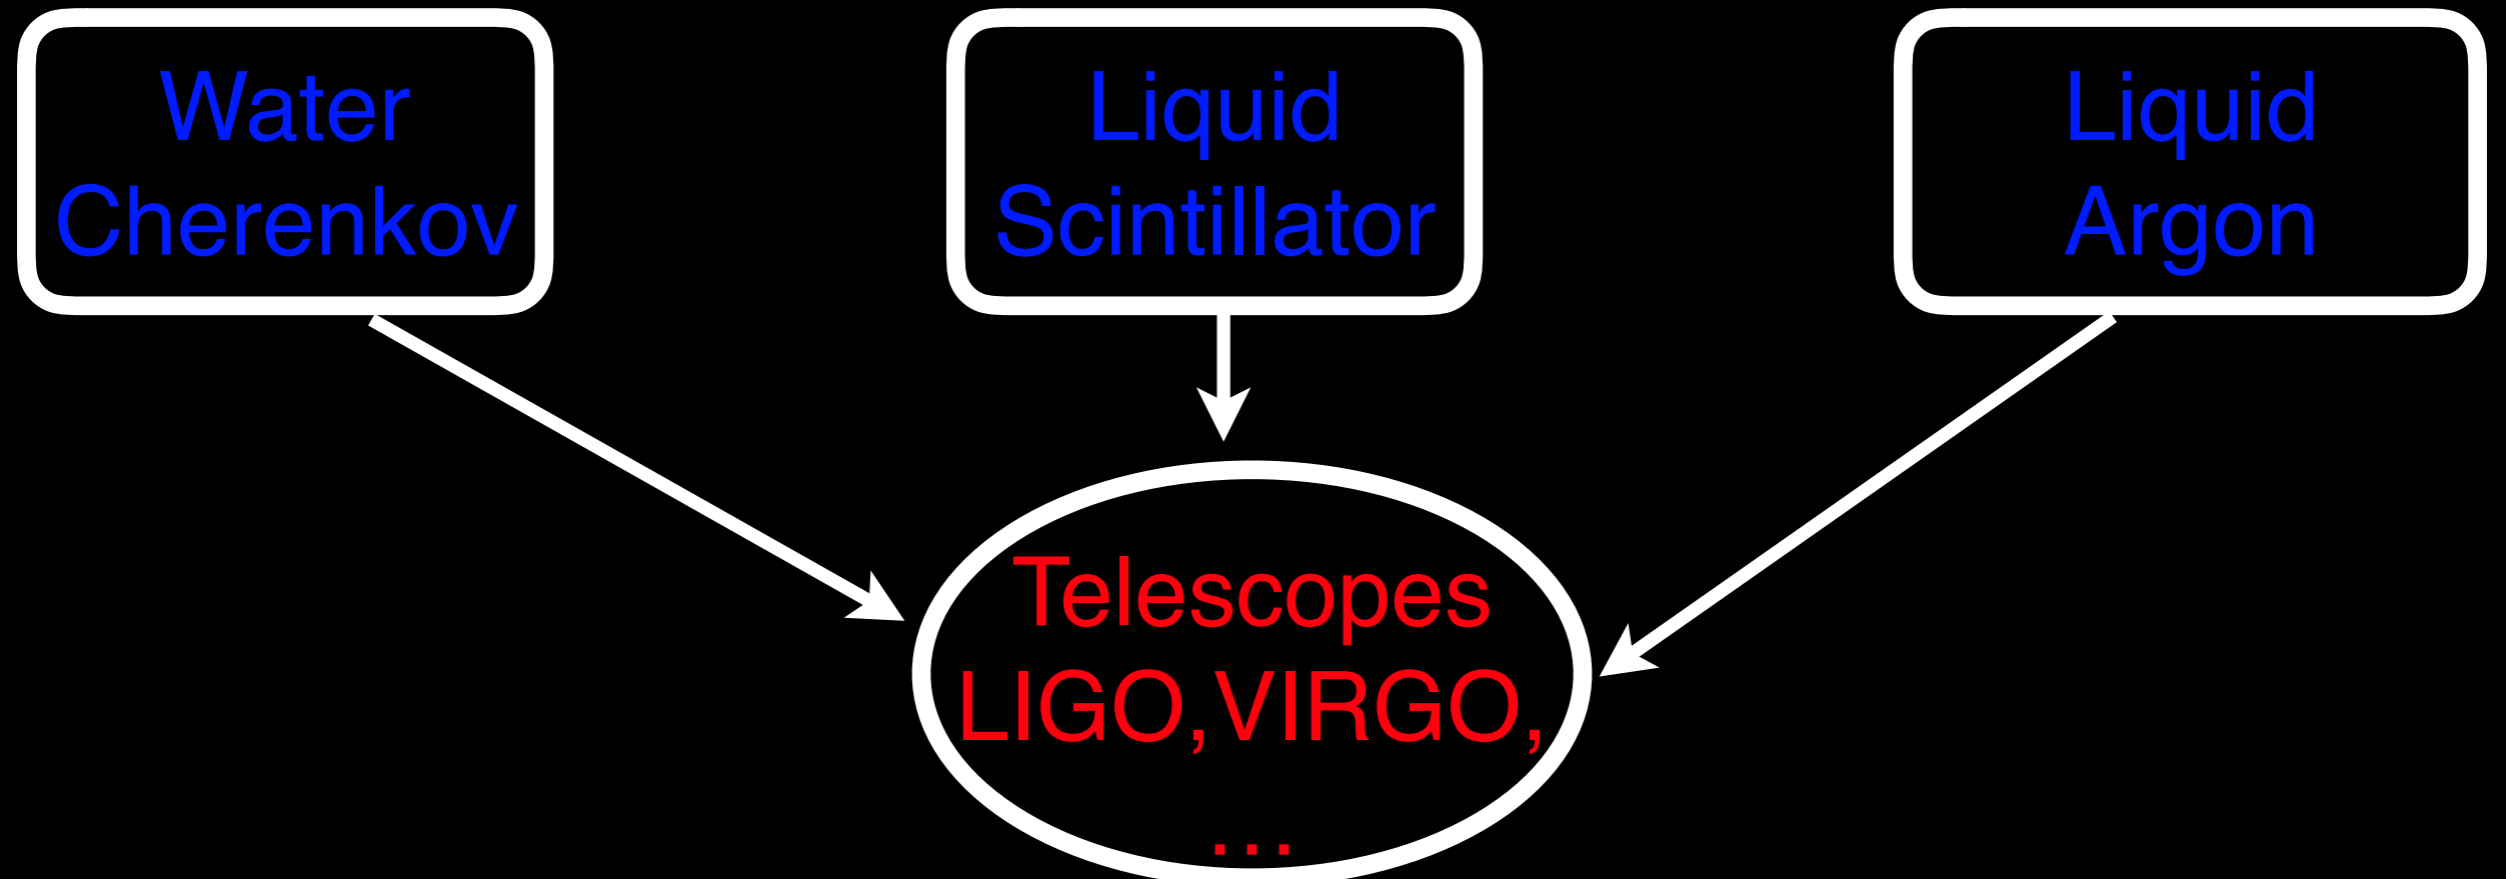 Water
Cherenkov
Liquid
Scintillator
Liquid
Argon
Telescopes
LIGO,VIRGO,
...